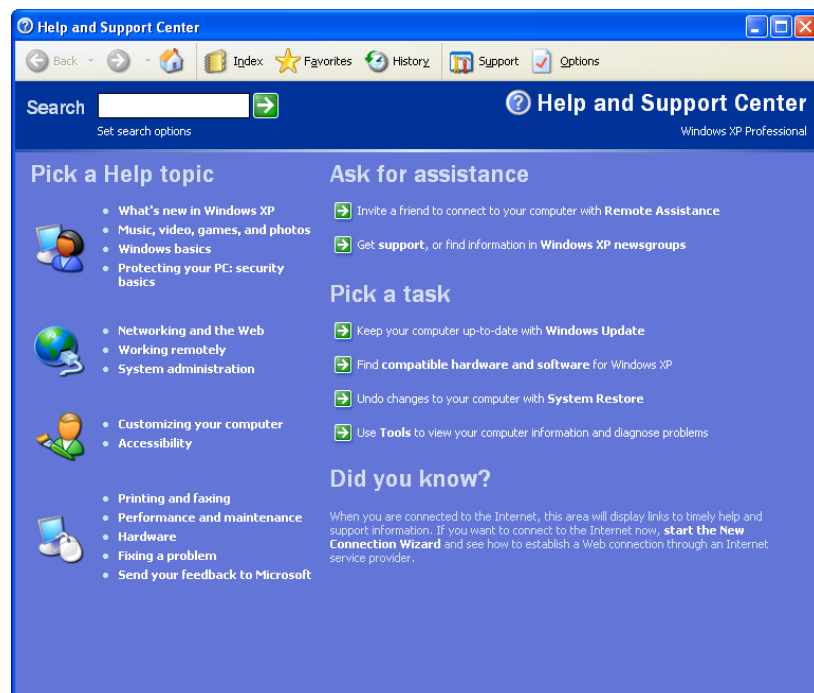 Help and Support Center
Back
Index
Favorites
History
Support
Options
Search
Set search options
Help and Support Center
Windows XP Professional
Pick a Help topic
What's new in Windows XP
Music, video, games, and photos
Windows basics
Protecting your PC: security
basics
Networking and the Web
Working remotely
System administration
Customizing your computer
Accessibility
Printing and faxing
Performance and maintenance
Hardware
Fixing a problem
Send your feedback to Microsoft
Ask for assistance
Invite a friend to connect to your computer with Remote Assistance
Get support, or find information in Windows XP newsgroups
Pick a task
Keep your computer up-to-date with Windows Update
Find compatible hardware and software for Windows XP
Undo changes to your computer with System Restore
Use Tools to view your computer information and diagnose problems
Did you know?
When you are connected to the Internet, this area will display links to timely help and
support information. If you want to connect to the Internet now, start the New
Connection Wizard and see how to establish a Web connection through an Internet
service provider.